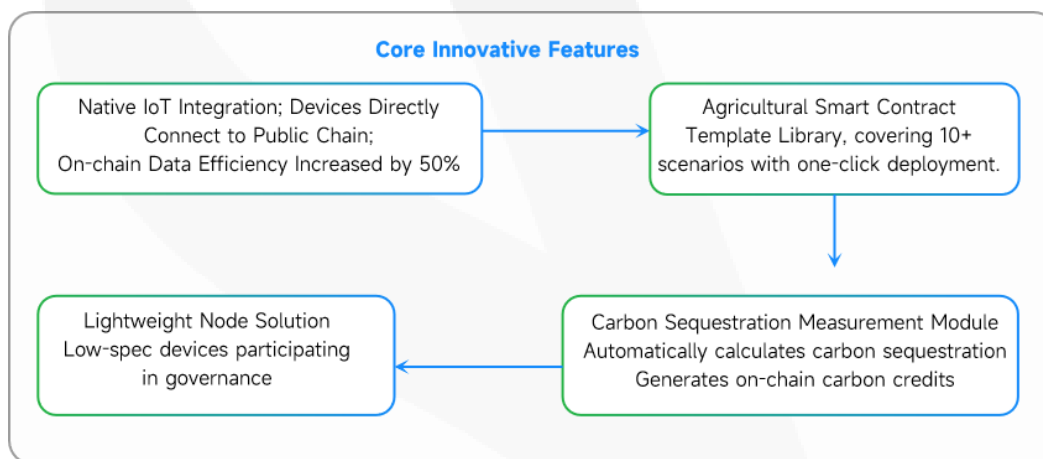 Core Innovative Features
Native IoT Integration; Devices Directly
Connect to Public Chain;
On-chain Data Efficiency Increased by 50%
Agricultural Smart Contract
Template Library, covering 10+
scenarios with one-click deployment.
Carbon Sequestration Measurement Module
Automatically calculates carbon sequestration
Generates on-chain carbon credits
Lightweight Node Solution
Low-spec devices participating
in governance